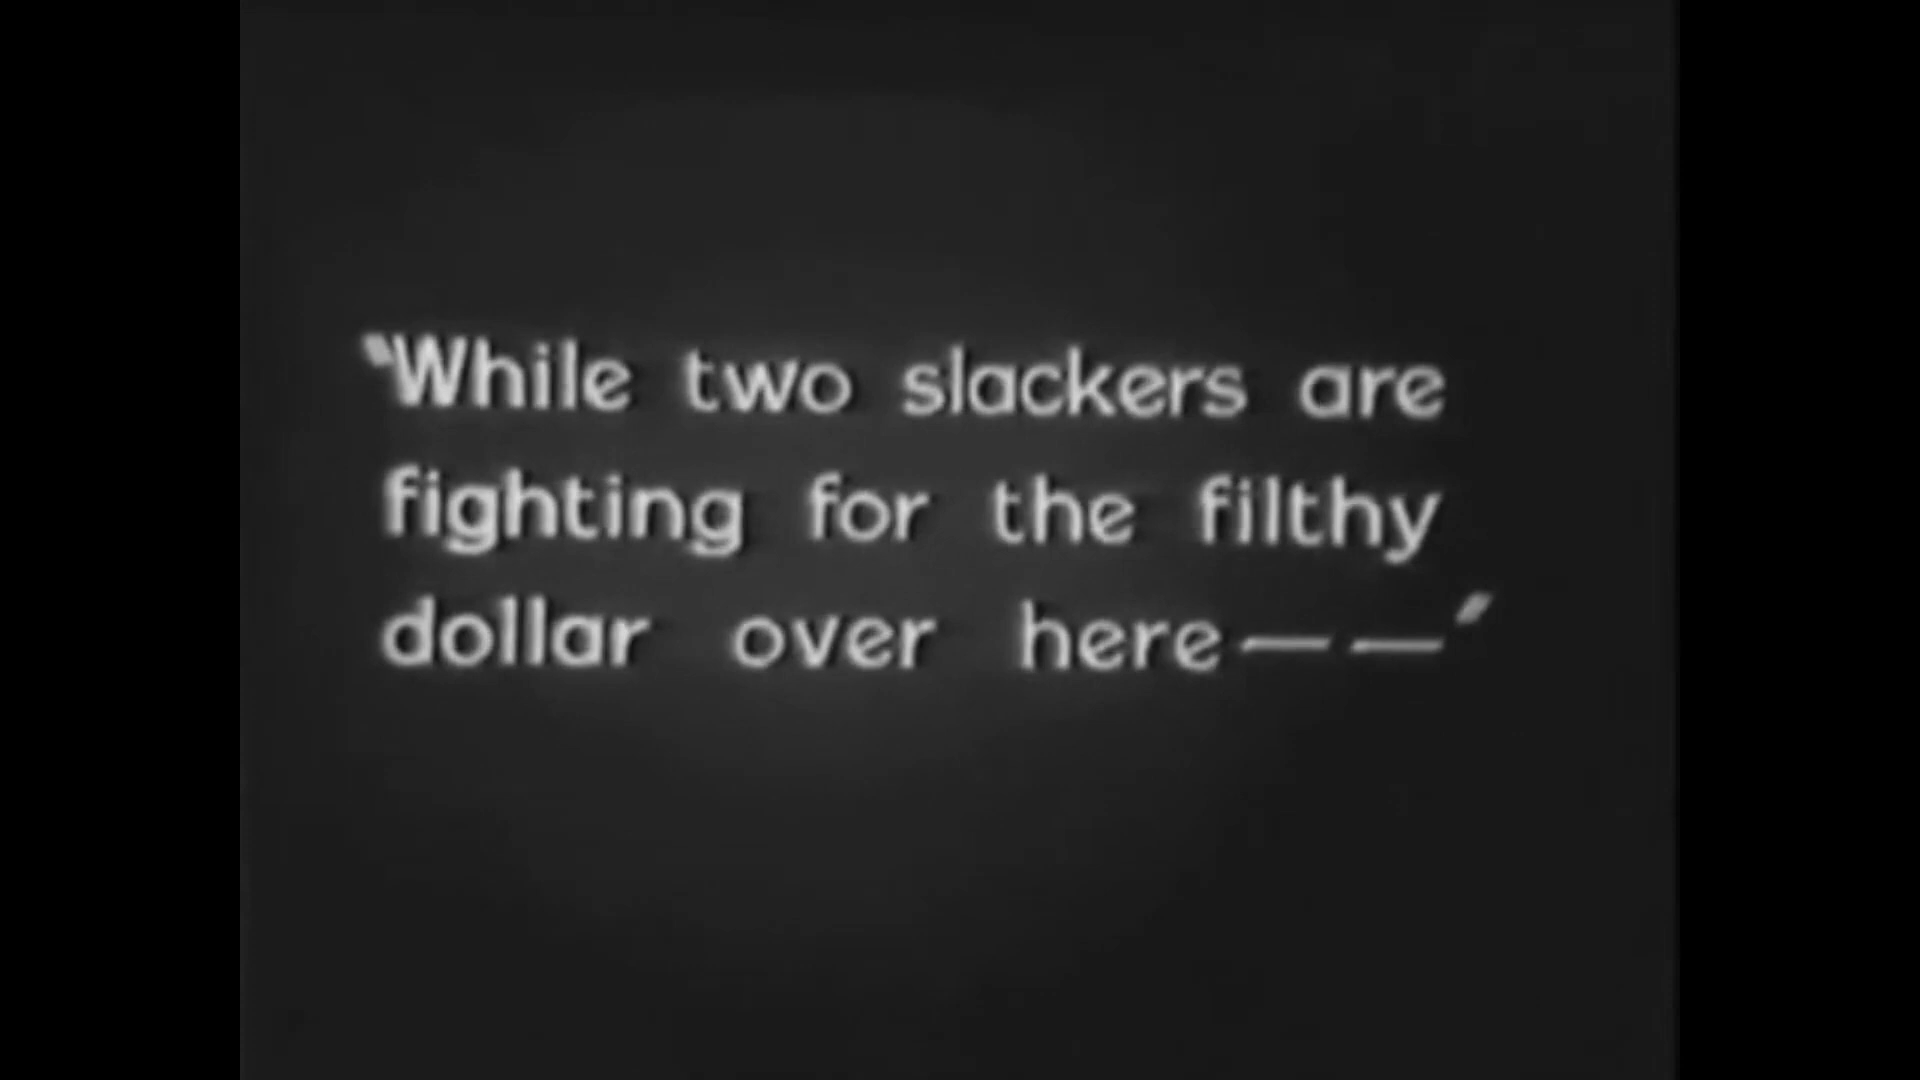 "While two slackers are
fighting for the filthy
dollar over here——"